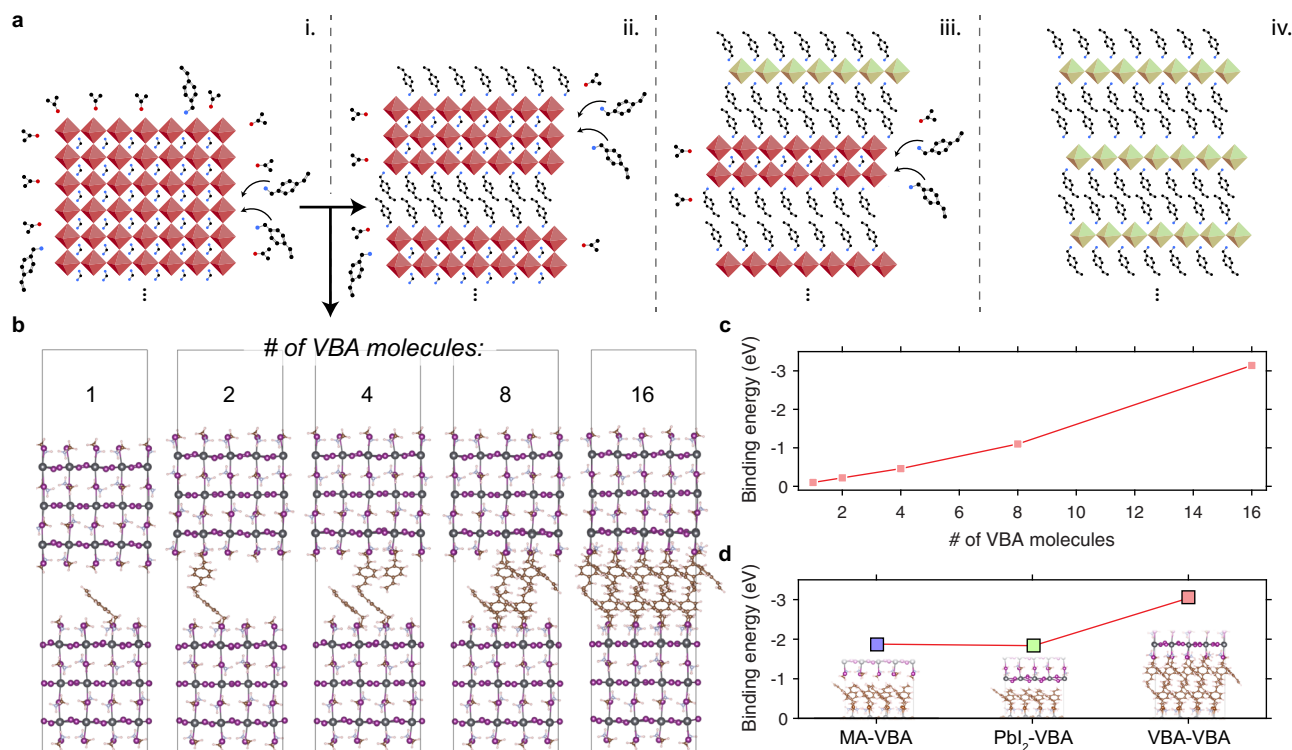 a
i.
ii.
iii.
iv.
b
# of VBA molecules:
1
2
4
8
16
c
Binding energy (eV)
-3
-2
-1
0
2
4
6
8
10
12
14
16
# of VBA molecules
d
Binding energy (eV)
-3
-2
-1
0
MA-VBA
PbI2-VBA
VBA-VBA